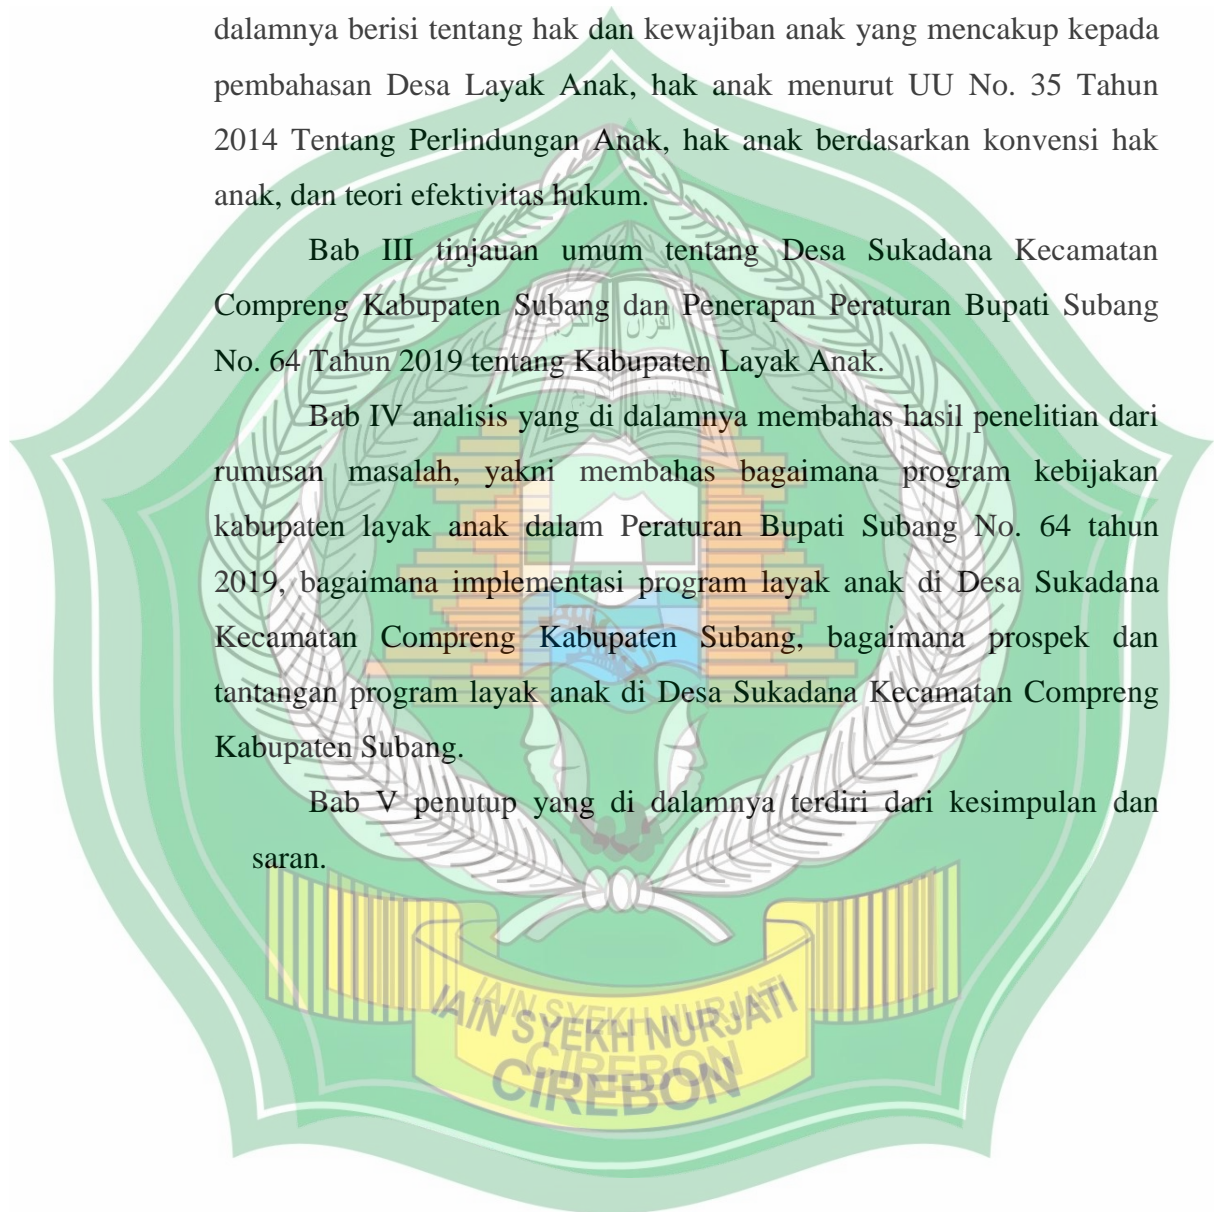 dalamnya berisi tentang hak dan kewajiban anak yang mencakup kepada
pembahasan Desa Layak Anak, hak anak menurut UU No. 35 Tahun
2014 Tentang Perlindungan Anak, hak anak berdasarkan konvensi hak
anak, dan teori efektivitas hukum.
Bab III tinjauan umum tentang Desa Sukadana Kecamatan
Compreng Kabupaten Subang dan Penerapan Peraturan Bupati Subang
No. 64 Tahun 2019 tentang Kabupaten Layak Anak.
Bab IV analisis yang di dalamnya membahas hasil penelitian dari
rumusan masalah, yakni membahas bagaimana program kebijakan
kabupaten layak anak dalam Peraturan Bupati Subang No. 64 tahun
2019, bagaimana implementasi program layak anak di Desa Sukadana
Kecamatan Compreng Kabupaten Subang, bagaimana prospek dan
tantangan program layak anak di Desa Sukadana Kecamatan Compreng
Kabupaten Subang.
Bab V penutup yang di dalamnya terdiri dari kesimpulan dan
saran.
IAIN SYEKH NURJATI
CIREBON